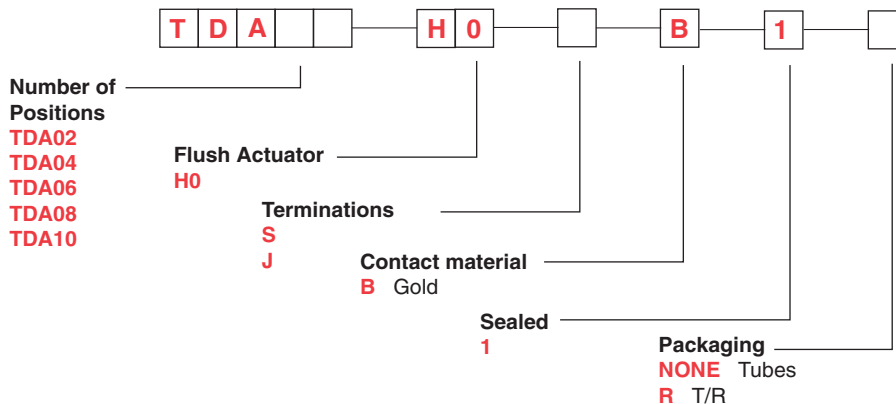 T D A H 0 B 1
Number of
Positions
TDA02
TDA04
TDA06
TDA08
TDA10
Flush Actuator
H0
Terminations
S
J
Contact material
B Gold
Sealed
1
Packaging
NONE Tubes
R T/R